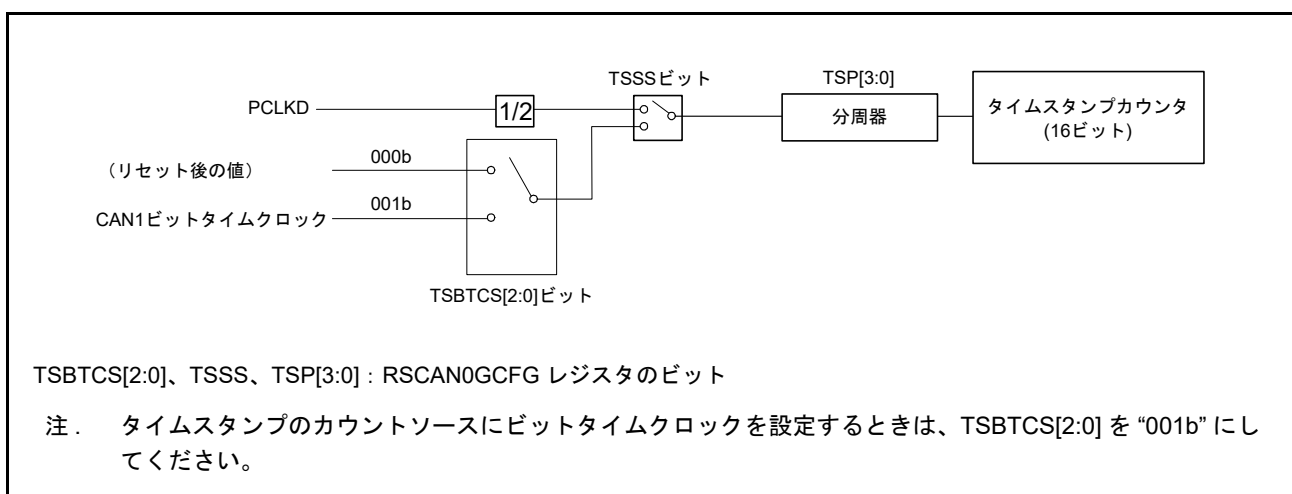 TSSSビット
TSP[3:0]
PCLKD
1/2
分周器
タイムスタンプカウンタ
(16ビット)
000b
（リセット後の値）
001b
CAN1ビットタイムクロック
TSBTCS[2:0]ビット
TSBTCS[2:0]、TSSS、TSP[3:0]：RSCAN0GCFG レジスタのビット
注．　タイムスタンプのカウントソースにビットタイムクロックを設定するときは、TSBTCS[2:0] を “001b” にし
てください。